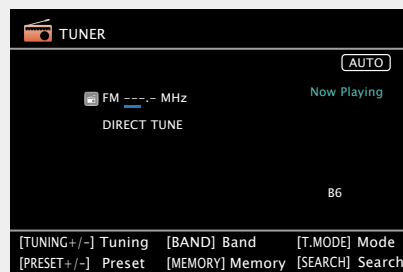 TUNER
AUTO
Now Playing
FM ___.- MHz
DIRECT TUNE
B6
[TUNING+/-] Tuning [BAND] Band [T.MODE] Mode
[PRESET+/-] Preset [MEMORY] Memory [SEARCH] Search